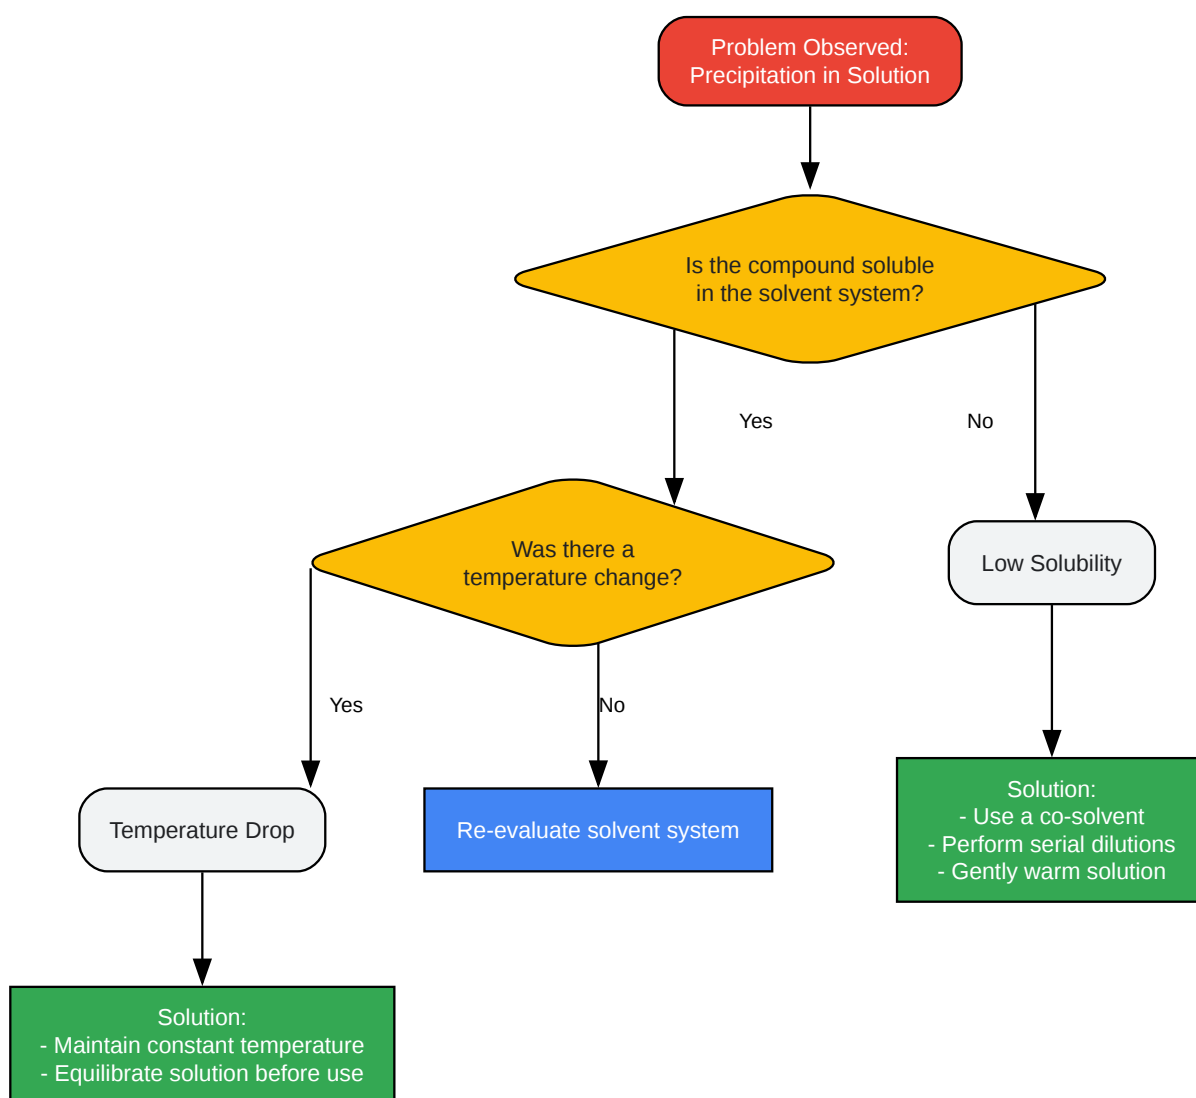 Problem Observed:
Precipitation in Solution
Is the compound soluble
in the solvent system?
Yes
No
Was there a
temperature change?
Low Solubility
Yes
No
Temperature Drop
Re-evaluate solvent system
Solution:
- Use a co-solvent
- Perform serial dilutions
- Gently warm solution
Solution:
- Maintain constant temperature
- Equilibrate solution before use